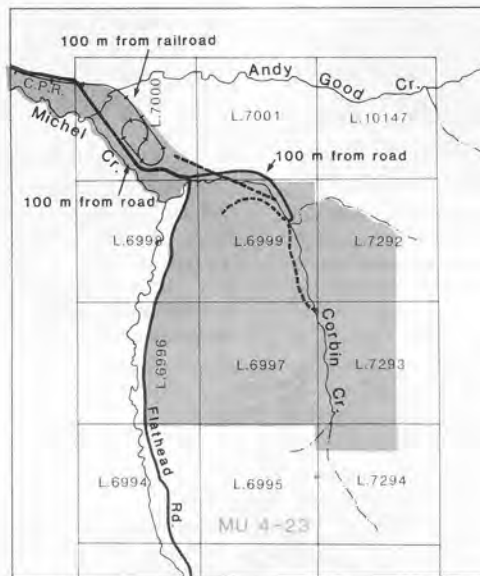 100 m from railroad
Andy Good Cr.
C.P.R.
L.7000
Michel Cr.
L.7001
L.10147
100 m from road
100 m from road
L.6998
L.6999
L.7292
L.6996
L.6997
Corbin Cr.
L.7293
Flathead Rd.
L.6994
L.6995
L.7294
MU 4-23